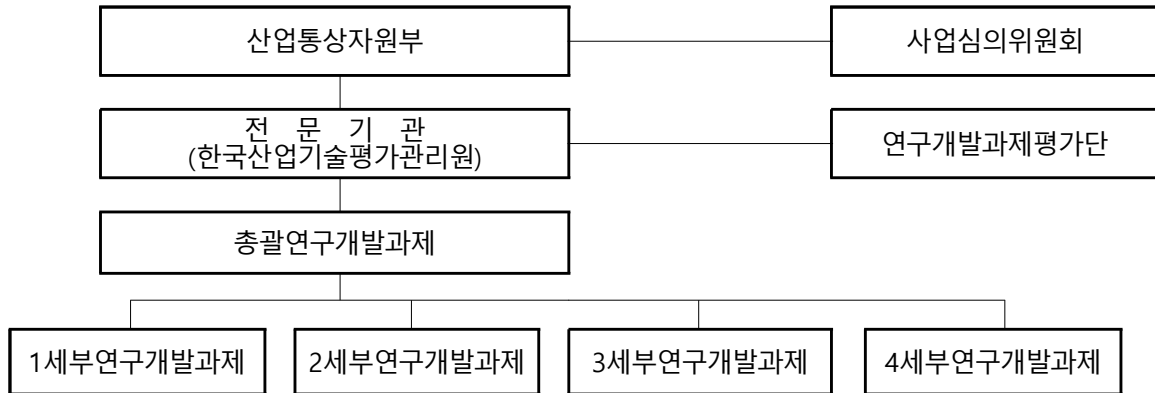 산업통상자원부
사업심의위원회
전 문 기 관
(한국산업기술평가관리원)
연구개발과제평가단
총괄연구개발과제
1세부연구개발과제
2세부연구개발과제
3세부연구개발과제
4세부연구개발과제